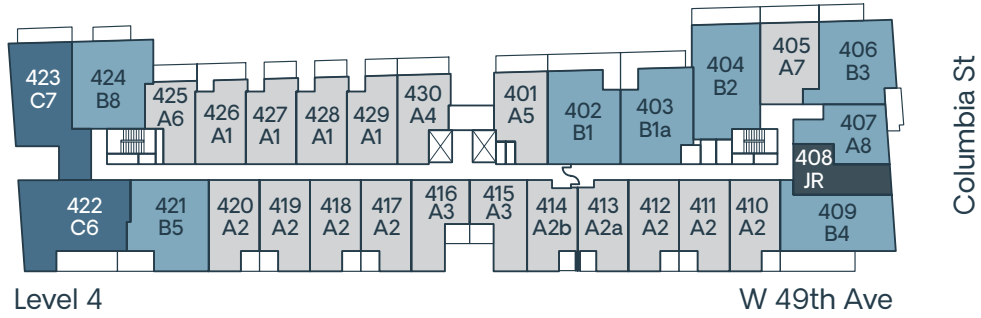 423
C7
424
B8
425
A6
426
A1
427
A1
428
A1
429
A1
430
A4
401
A5
402
B1
403
B1a
404
B2
405
A7
406
B3
407
A8
408
JR
422
C6
421
B5
420
A2
419
A2
418
A2
417
A2
416
A3
415
A3
414
A2b
413
A2a
412
A2
411
A2
410
A2
409
B4
Columbia St
Level 4
W 49th Ave